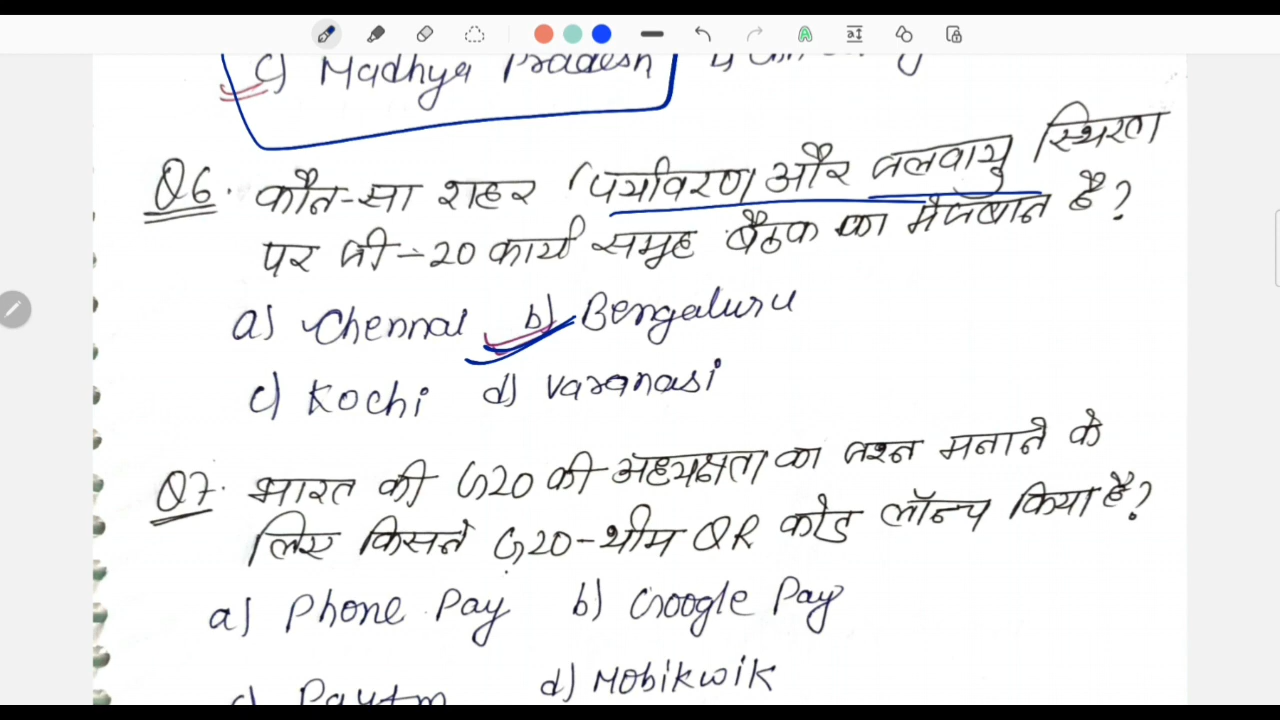 c) Madhya Pradesh
Q6. कौन-सा शहर (पर्यावरण और जलवायु स्थिरता
पर जी-20 कार्य समूह बैठक का मेजबान है?
a) Chennai b) Bengaluru
c) Kochi d) Varanasi
Q7. भारत की G20 की अध्यक्षता का जश्न मनाने के
लिए किसने G20-थीम QR कोड लॉन्च किया है?
a) Phone Pay b) Google Pay
c) Paytm d) Mobikwik